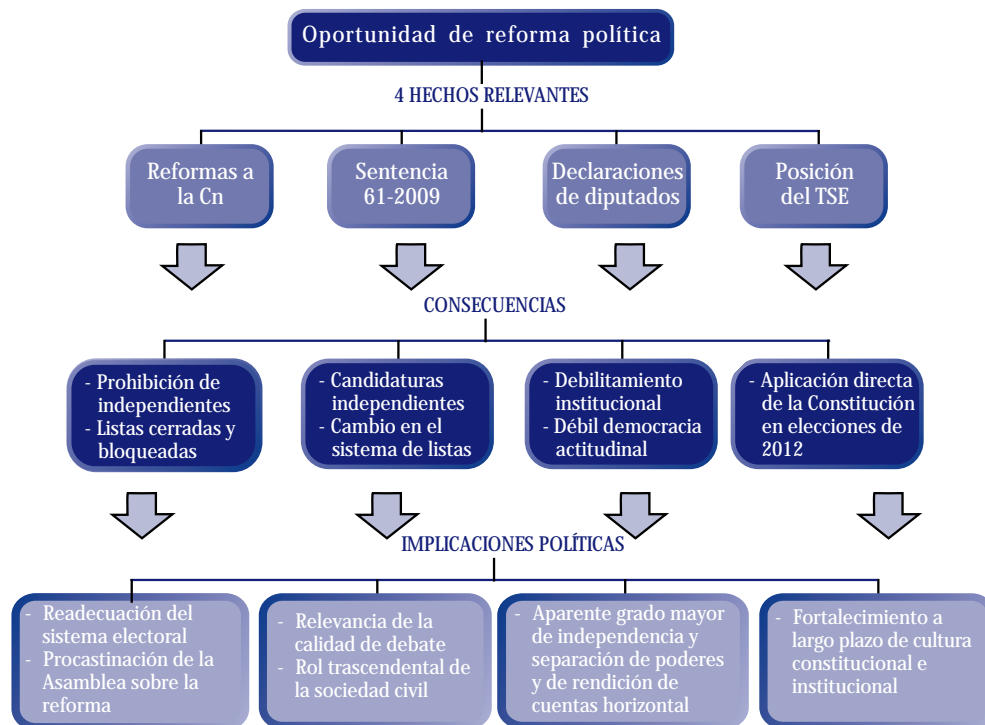 Oportunidad de reforma política
4 HECHOS RELEVANTES
Reformas a
la Cn
Sentencia
61-2009
Declaraciones
de diputados
Posición
del TSE
CONSECUENCIAS
- Prohibición de
independientes
- Listas cerradas y
bloqueadas
- Candidaturas
independientes
- Cambio en el
sistema de listas
- Debilitamiento
institucional
- Débil democracia
actitudinal
- Aplicación directa
de la Constitución
en elecciones de
2012
IMPLICACIONES POLÍTICAS
- Readecuación del
sistema electoral
- Procastinación de la
Asamblea sobre la
reforma
- Relevancia de la
calidad de debate
- Rol trascendental de
la sociedad civil
- Aparente grado mayor
de independencia y
separación de poderes
y de rendición de
cuentas horizontal
- Fortalecimiento a
largo plazo de cultura
constitucional e
institucional